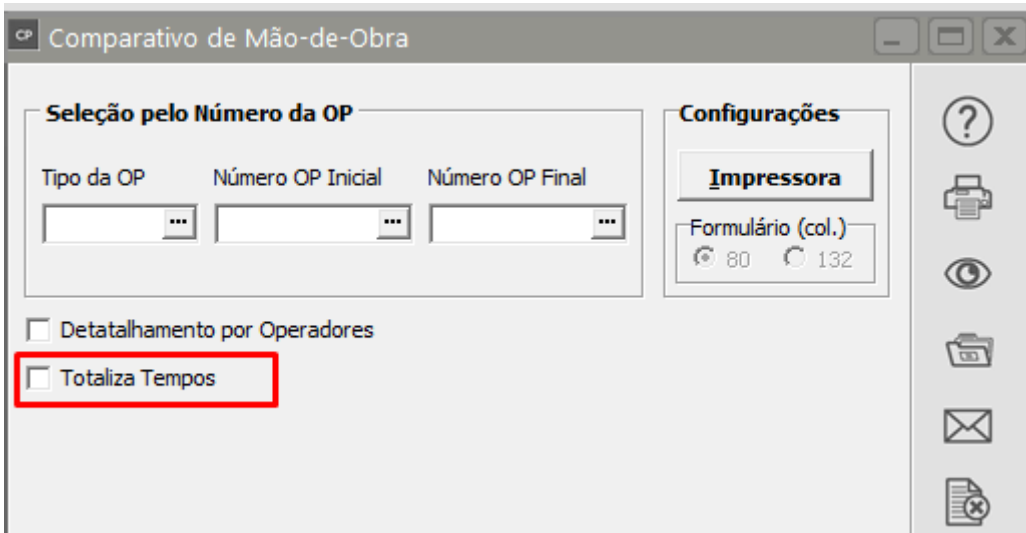 CP Comparativo de Mão-de-Obra
Seleção pelo Número da OP
Configurações
Tipo da OP Número OP Inicial Número OP Final
Impressora
Formulário (col.)
80 132
Detatalhamento por Operadores
Totaliza Tempos